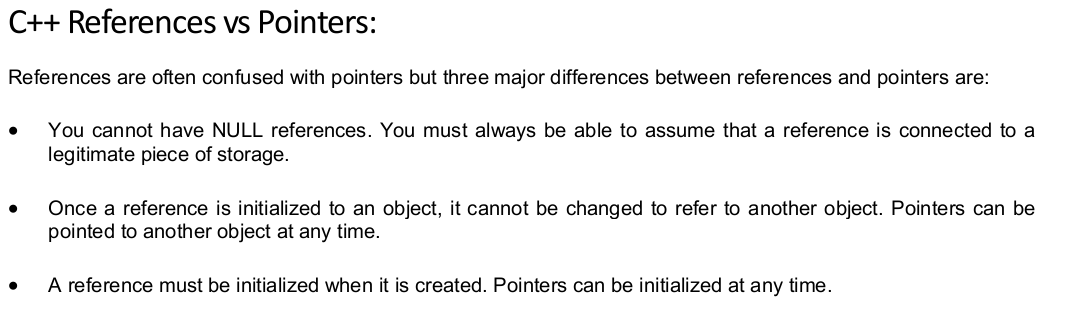 C++ References vs Pointers:
References are often confused with pointers but three major differences between references and pointers are:
• You cannot have NULL references. You must always be able to assume that a reference is connected to a
legitimate piece of storage.
• Once a reference is initialized to an object, it cannot be changed to refer to another object. Pointers can be
pointed to another object at any time.
• A reference must be initialized when it is created. Pointers can be initialized at any time.